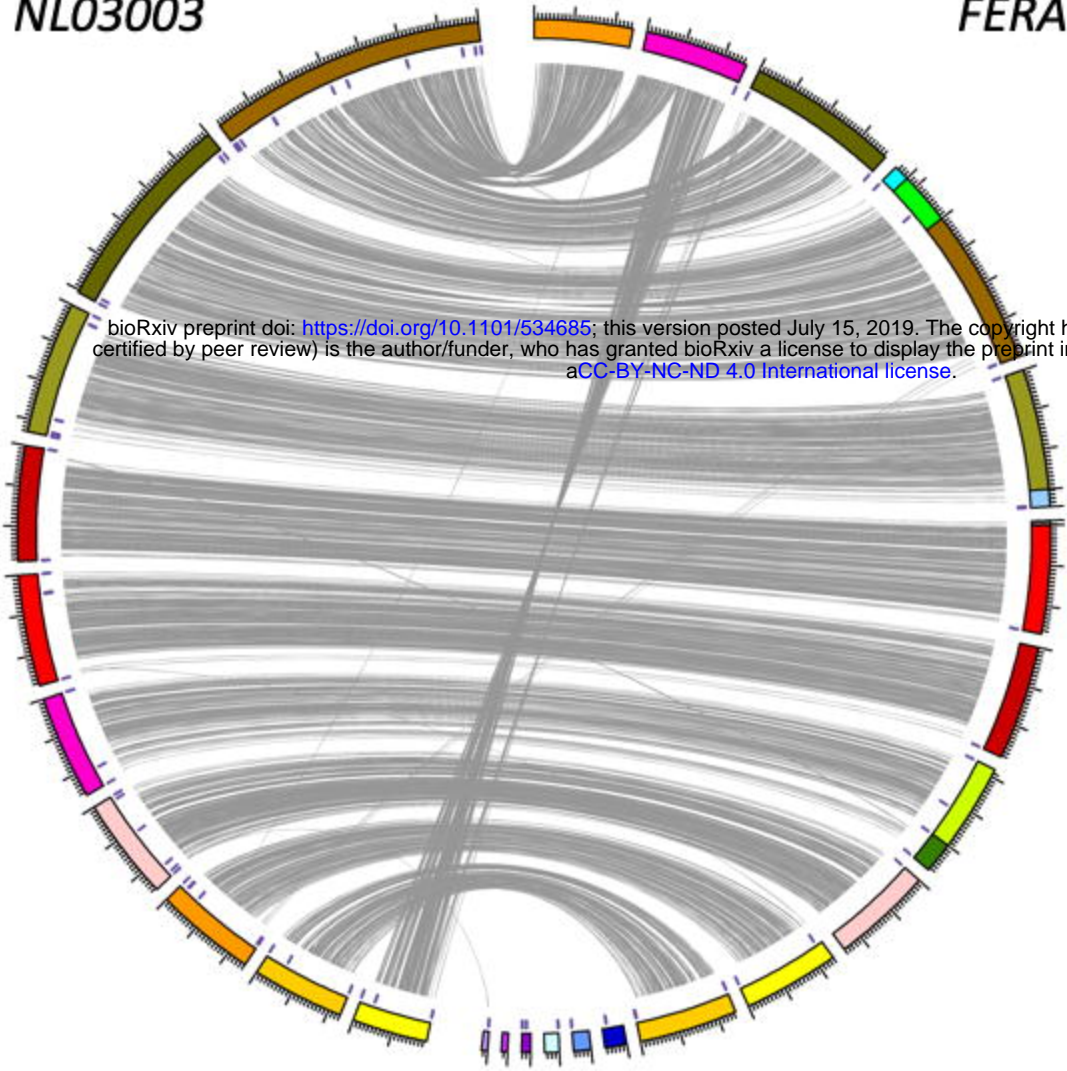 NL03003
FERA
bioRxiv preprint doi: https://doi.org/10.1101/534685; this version posted July 15, 2019. The copyright h
certified by peer review) is the author/funder, who has granted bioRxiv a license to display the preprint in
aCC-BY-NC-ND 4.0 International license.